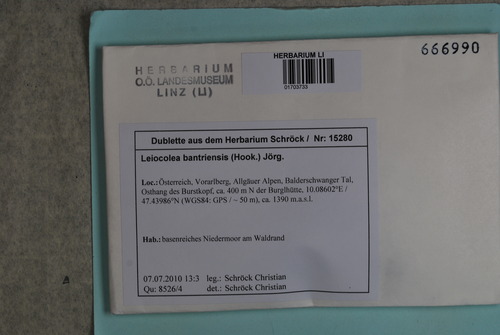 HERBARIUM
O.Ö. LANDESMUSEUM
LINZ (LI)
HERBARIUM LI
01703733
666990
Dublette aus dem Herbarium Schröck / Nr: 15280
Leiocolea bantriensis (Hook.) Jörg.
Loc.: Österreich, Vorarlberg, Allgäuer Alpen, Balderschwanger Tal,
Osthang des Burstkopf, ca. 400 m N der Burglhütte, 10.08602°E /
47.43986°N (WGS84: GPS / ~ 50 m), ca. 1390 m.a.s.l.
Hab.: basenreiches Niedermoor am Waldrand
07.07.2010 13:3 leg.: Schröck Christian
Qu: 8526/4 det.: Schröck Christian